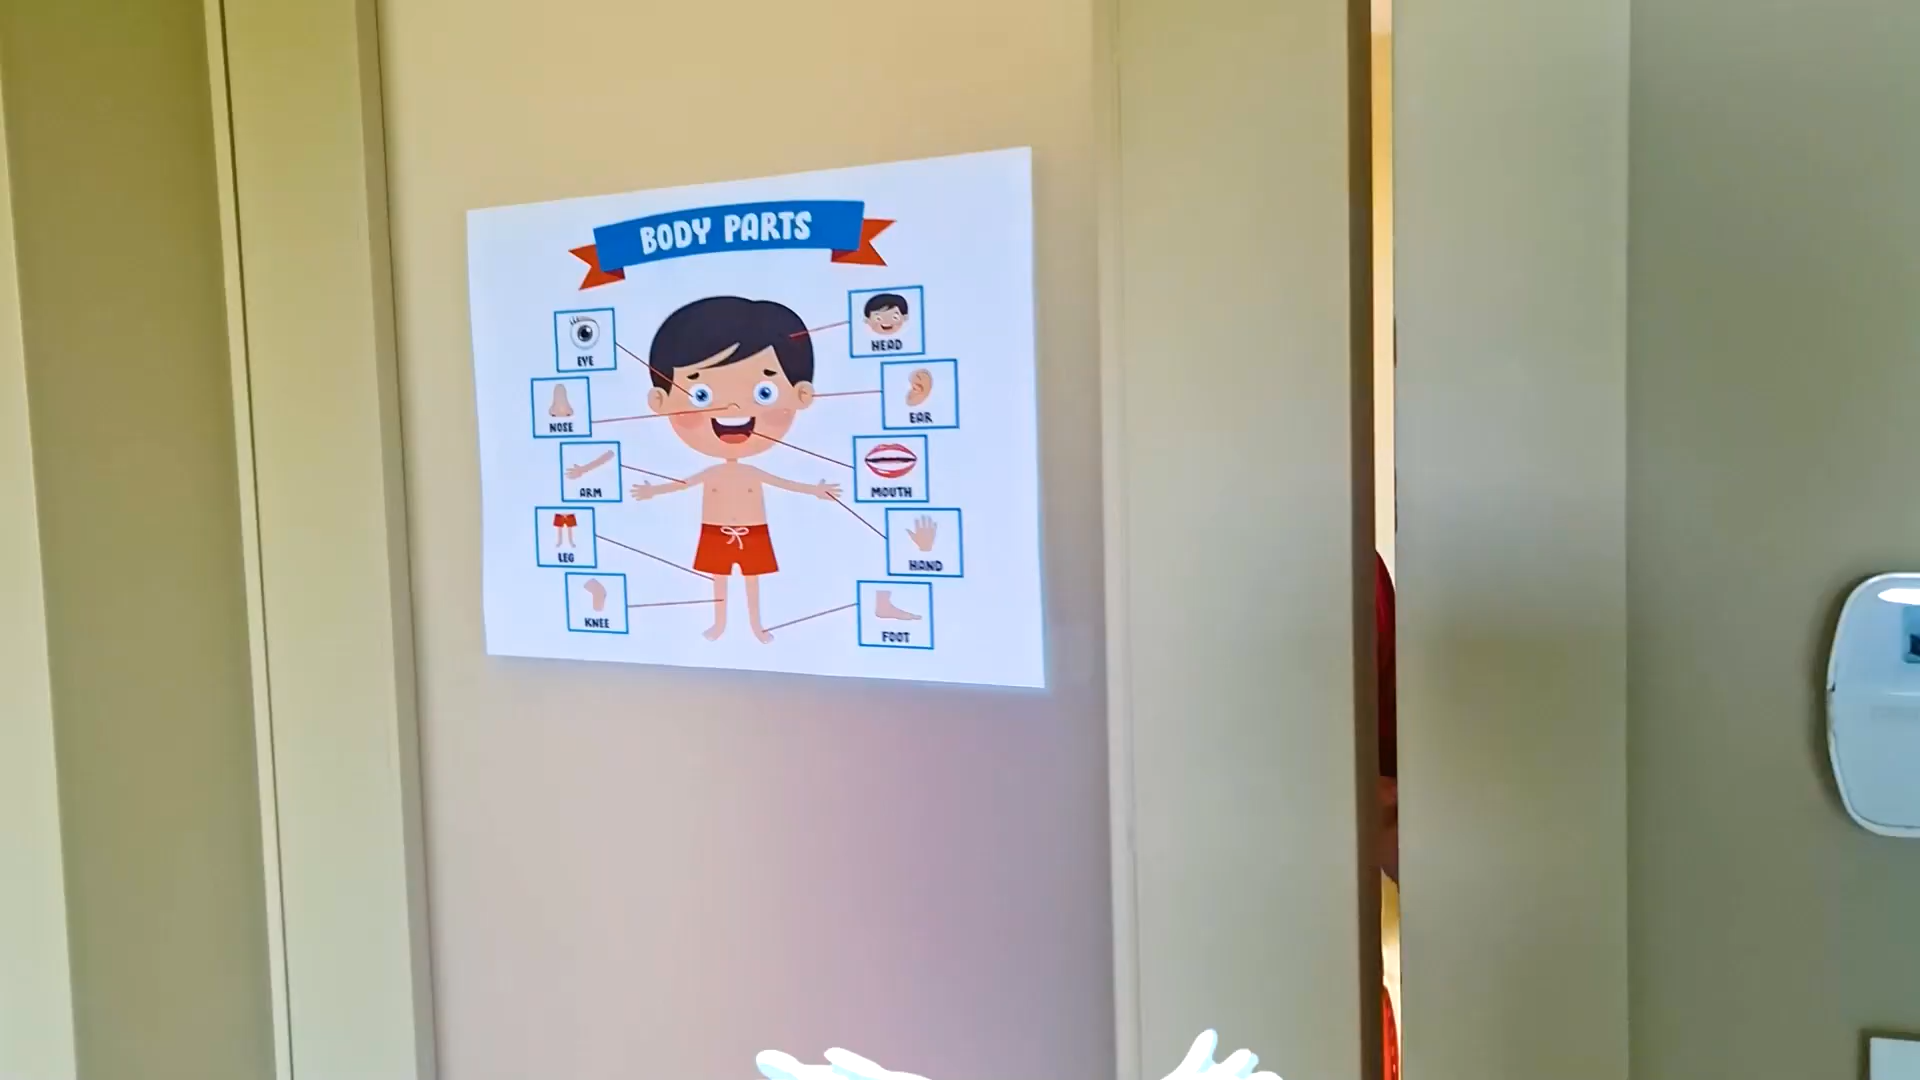 BODY PARTS
EYE
HEAD
NOSE
EAR
ARM
MOUTH
LEG
HAND
KNEE
FOOT